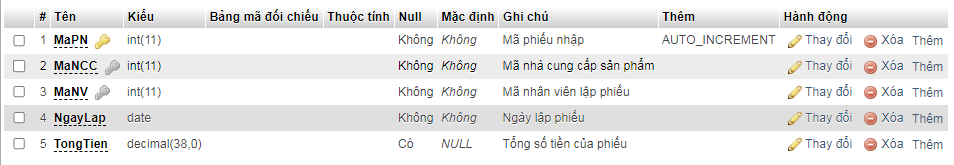 # Tên Kiểu Bảng mã đối chiếu Thuộc tính Null Mặc định Ghi chú Thêm Hành động
1 MaPN int(11) Không Không Mã phiếu nhập AUTO_INCREMENT Thay đổi Xóa Thêm
2 MaNCC int(11) Không Không Mã nhà cung cấp sản phẩm Thay đổi Xóa Thêm
3 MaNV int(11) Không Không Mã nhân viên lập phiếu Thay đổi Xóa Thêm
4 NgayLap date Không Không Ngày lập phiếu Thay đổi Xóa Thêm
5 TongTien decimal(38,0) Có NULL Tổng số tiền của phiếu Thay đổi Xóa Thêm